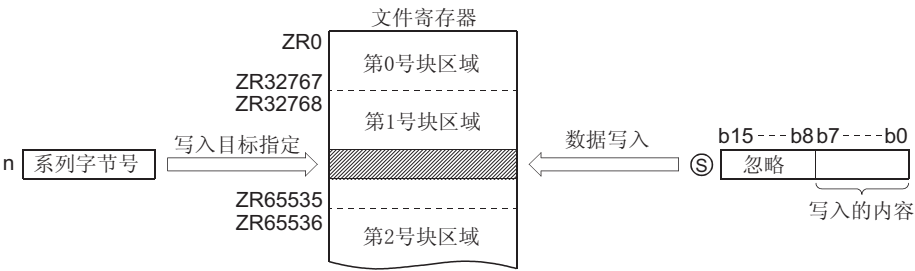 文件寄存器
ZR0
第0号块区域
ZR32767
ZR32768
第1号块区域
n 系列字节号
写入目标指定
数据写入
Ⓢ
b15---b8 b7----b0
忽略
写入的内容
ZR65535
ZR65536
第2号块区域